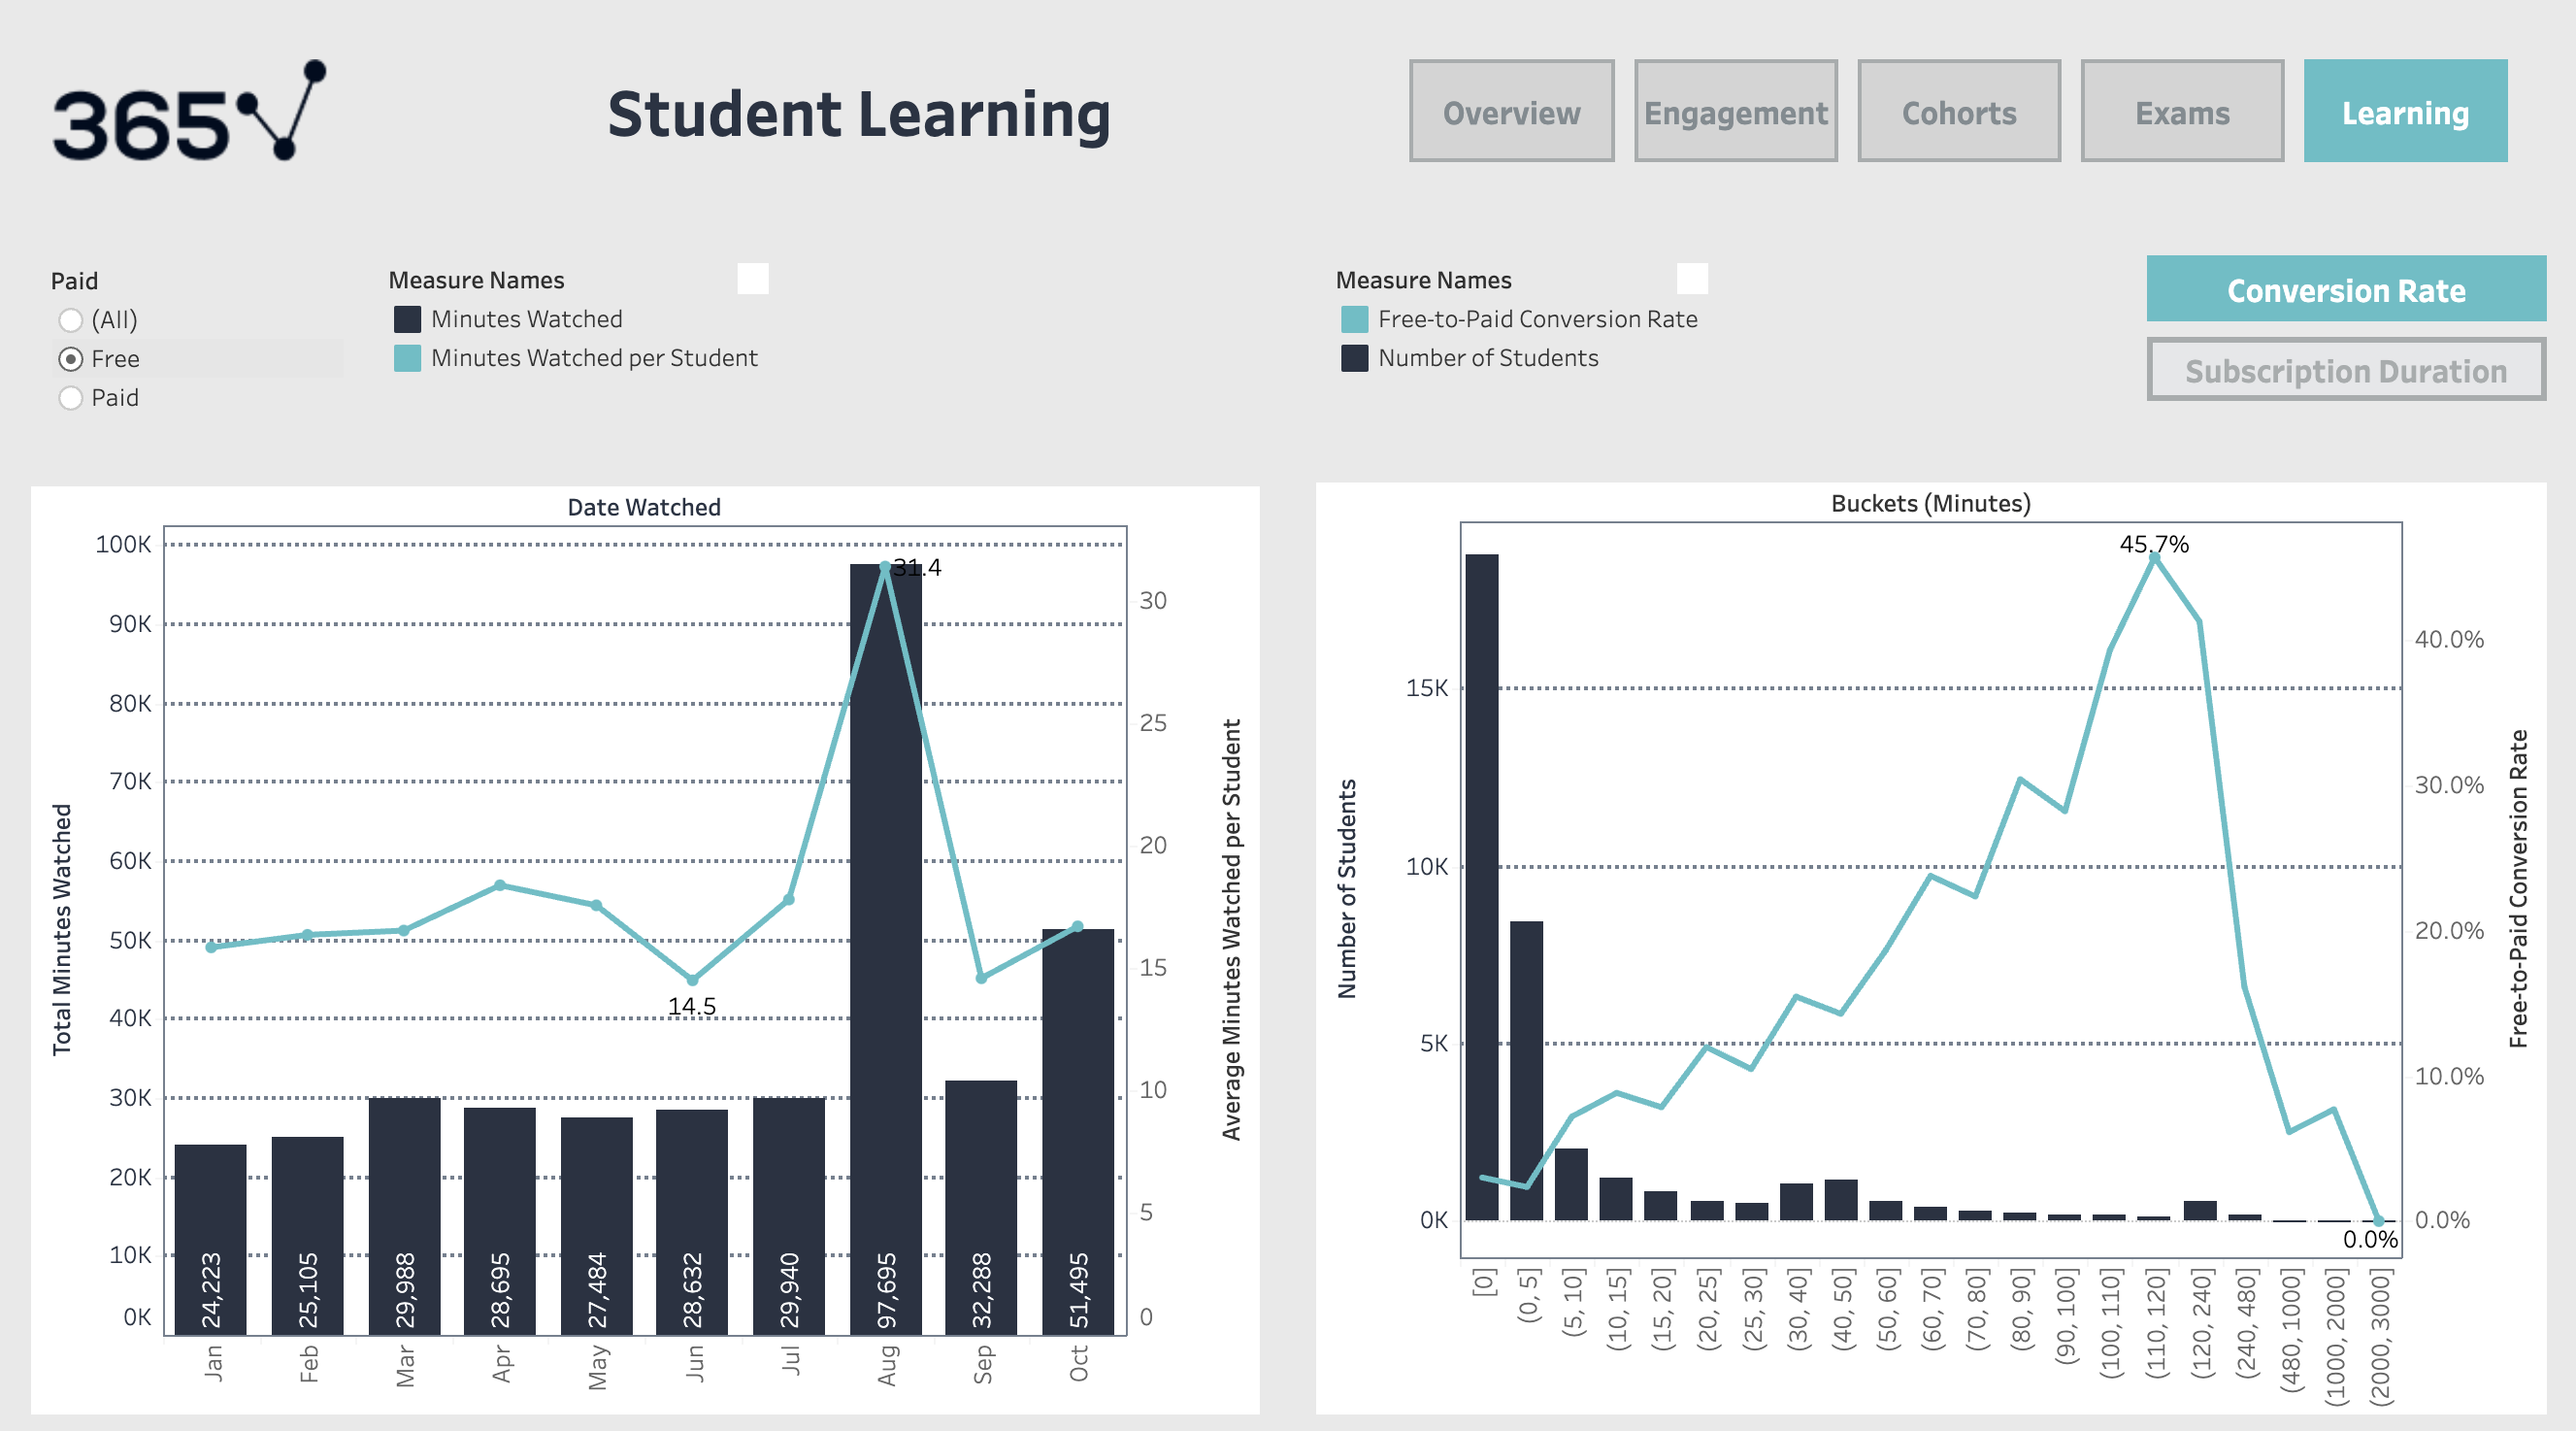 365
Student Learning
Overview
Engagement
Cohorts
Exams
Learning
Paid
(All)
Free
Paid
Measure Names
Minutes Watched
Minutes Watched per Student
Measure Names
Free-to-Paid Conversion Rate
Number of Students
Conversion Rate
Subscription Duration
Date Watched
Total Minutes Watched
100K
90K
80K
70K
60K
50K
40K
30K
20K
10K
0K
31.4
14.5
24,223
25,105
29,988
28,695
27,484
28,632
29,940
97,695
32,288
51,495
Jan
Feb
Mar
Apr
May
Jun
Jul
Aug
Sep
Oct
30
25
20
15
10
5
0
Average Minutes Watched per Student
Buckets (Minutes)
Number of Students
15K
10K
5K
0K
45.7%
0.0%
[0]
(0, 5]
(5, 10]
(10, 15]
(15, 20]
(20, 25]
(25, 30]
(30, 40]
(40, 50]
(50, 60]
(60, 70]
(70, 80]
(80, 90]
(90, 100]
(100, 110]
(110, 120]
(120, 240]
(240, 480]
(480, 1000]
(1000, 2000]
(2000, 3000]
40.0%
30.0%
20.0%
10.0%
0.0%
Free-to-Paid Conversion Rate